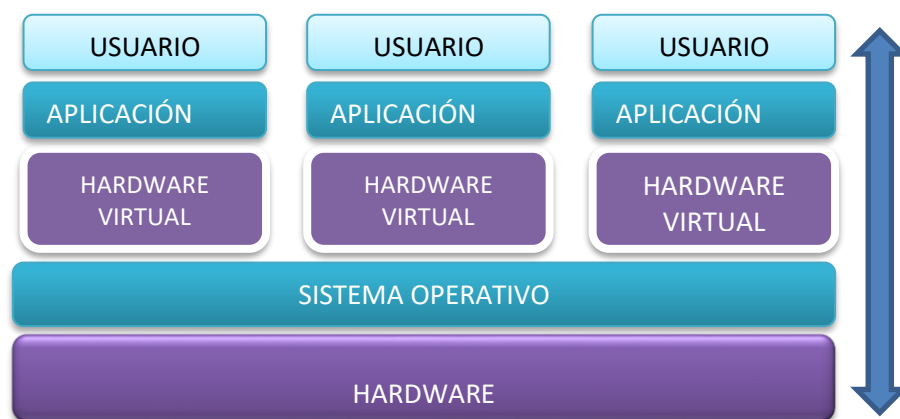 USUARIO
USUARIO
USUARIO
APLICACIÓN
APLICACIÓN
APLICACIÓN
HARDWARE
VIRTUAL
HARDWARE
VIRTUAL
HARDWARE
VIRTUAL
SISTEMA OPERATIVO
HARDWARE